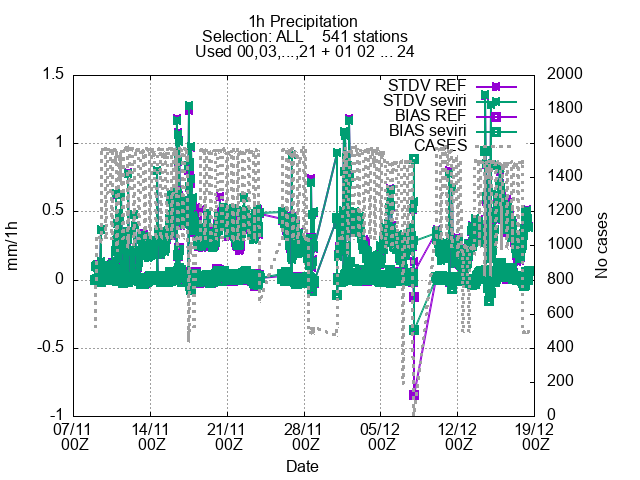 1h Precipitation
Selection: ALL 541 stations
Used 00,03,...,21 + 01 02 ... 24
STDV REF
STDV seviri
BIAS REF
BIAS seviri
CASES
1.5
1
0.5
0
-0.5
-1
mm/1h
2000
1800
1600
1400
1200
1000
800
600
400
200
0
No cases
07/11 14/11 21/11 28/11 05/12 12/12 19/12
00Z 00Z 00Z 00Z 00Z 00Z 00Z
Date